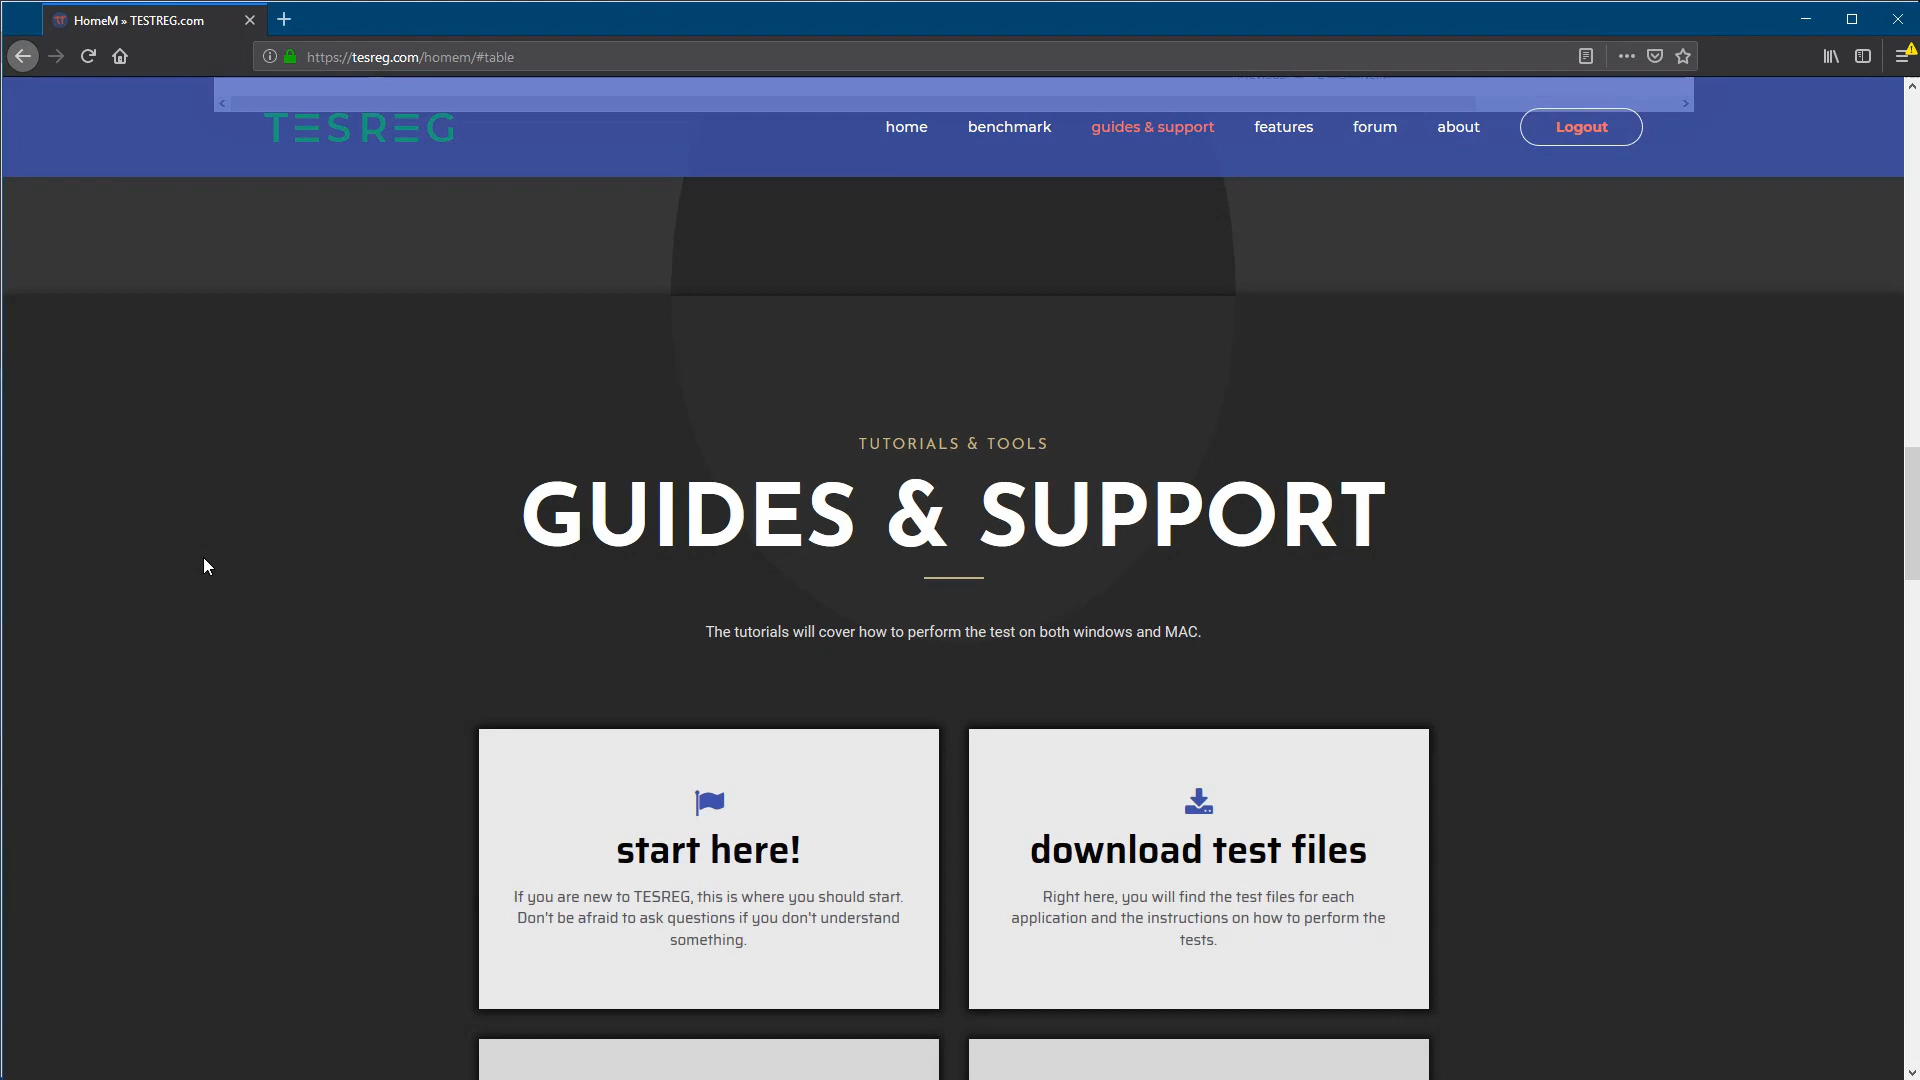 HomeM » TESTREG.com
https://tesreg.com/homem/#table
TESREG
home
benchmark
guides & support
features
forum
about
Logout
TUTORIALS & TOOLS
GUIDES & SUPPORT
The tutorials will cover how to perform the test on both windows and MAC.
start here!
If you are new to TESREG, this is where you should start.
Don't be afraid to ask questions if you don't understand
something.
download test files
Right here, you will find the test files for each
application and the instructions on how to perform the
tests.